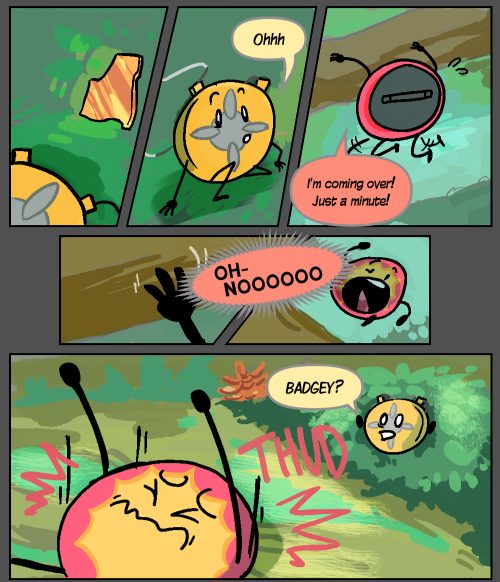 Ohhh
I'm coming over!
Just a minute!
OH-
NOOOOOO
BADGEY?
THUD